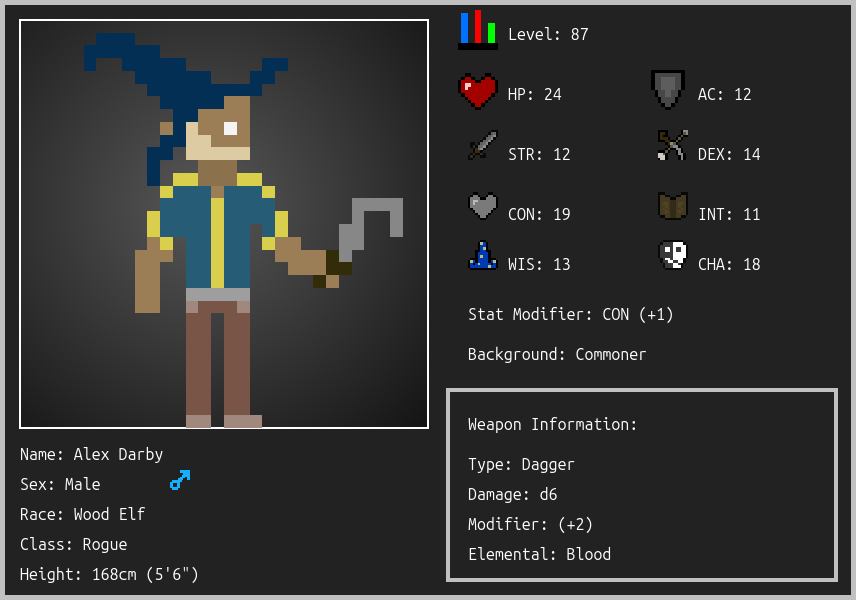 Level: 87
HP: 24
AC: 12
STR: 12
DEX: 14
CON: 19
INT: 11
WIS: 13
CHA: 18
Stat Modifier: CON (+1)
Background: Commoner
Weapon Information:
Type: Dagger
Damage: d6
Modifier: (+2)
Elemental: Blood
Name: Alex Darby
Sex: Male
Race: Wood Elf
Class: Rogue
Height: 168cm (5'6")